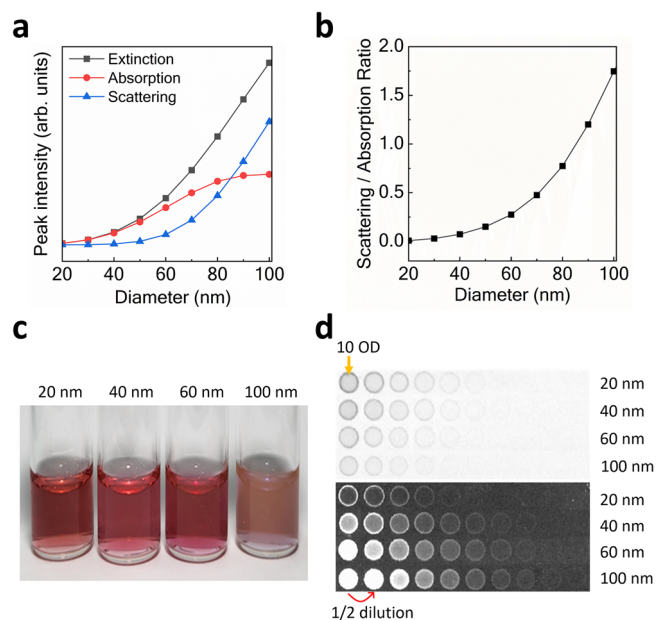 a
Peak intensity (arb. units)
Extinction
Absorption
Scattering
20 40 60 80 100
Diameter (nm)
b
Scattering / Absorption Ratio
2.0
1.5
1.0
0.5
0.0
20 40 60 80 100
Diameter (nm)
c
20 nm 40 nm 60 nm 100 nm
d
10 OD
20 nm
40 nm
60 nm
100 nm
20 nm
40 nm
60 nm
100 nm
1/2 dilution